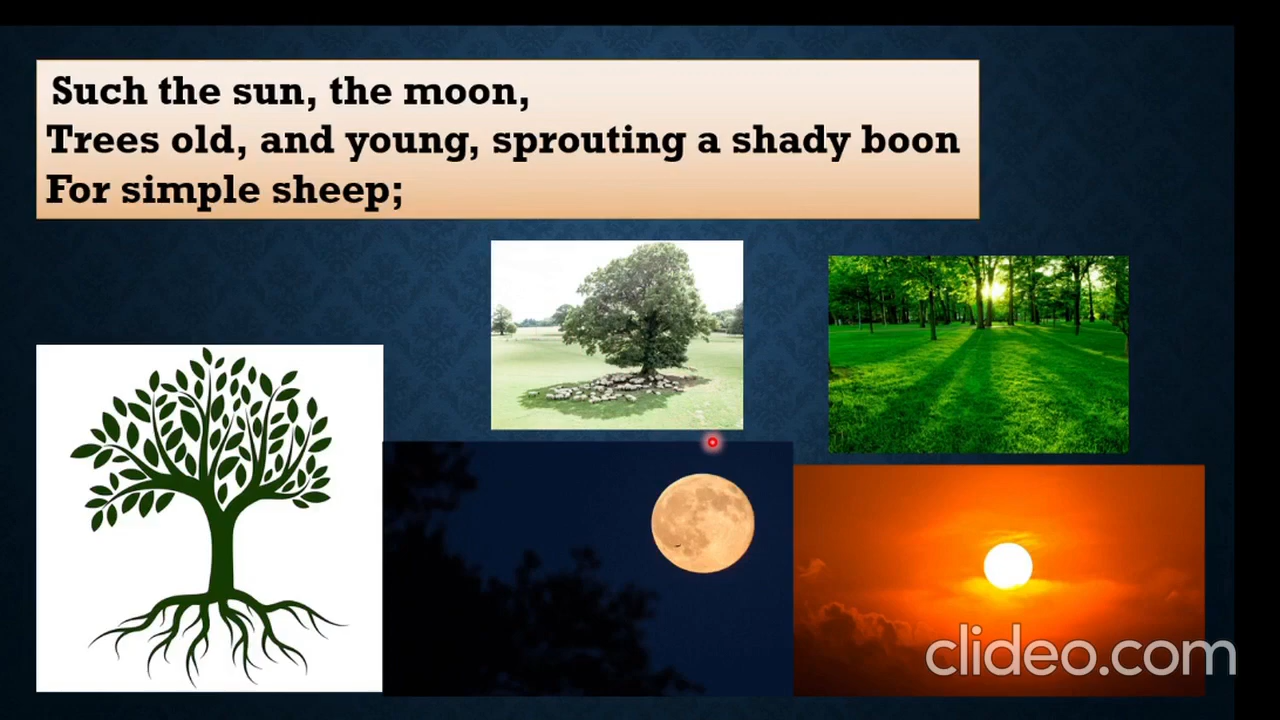 Such the sun, the moon,
Trees old, and young, sprouting a shady boon
For simple sheep;
clideo.com